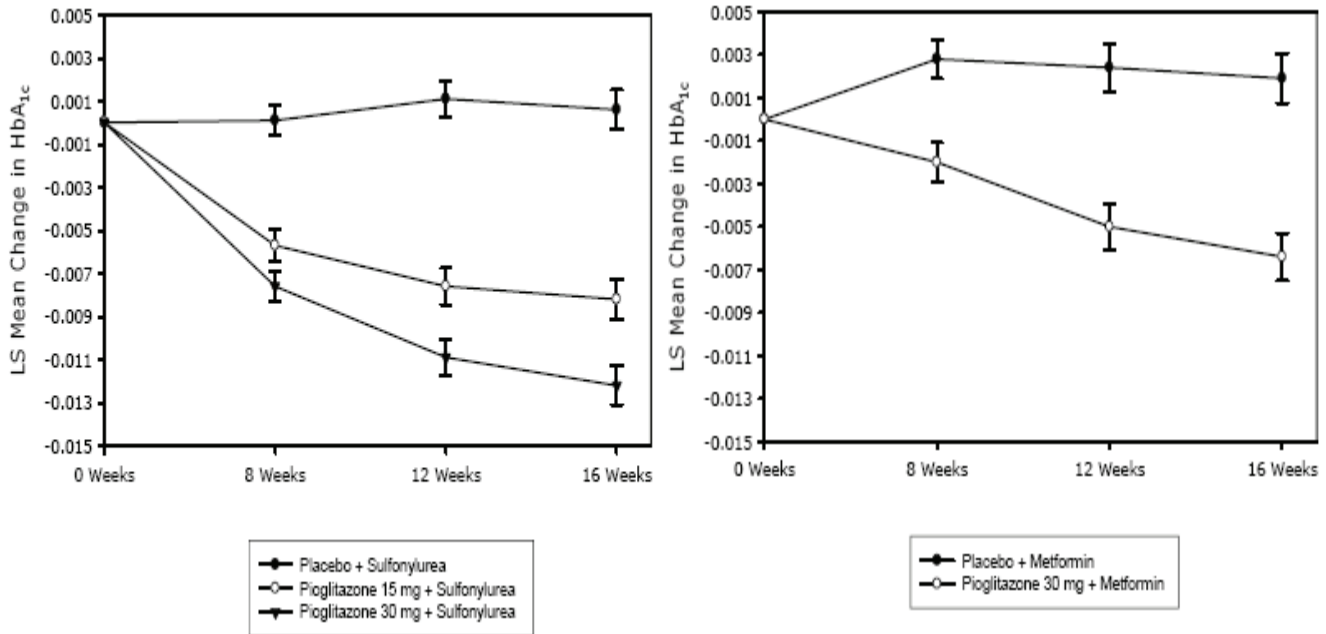 LS Mean Change in HbA1c
0.005
0.003
0.001
-0.001
-0.003
-0.005
-0.007
-0.009
-0.011
-0.013
-0.015
0 Weeks 8 Weeks 12 Weeks 16 Weeks
Placebo + Sulfonylurea
Pioglitazone 15 mg + Sulfonylurea
Pioglitazone 30 mg + Sulfonylurea
LS Mean Change in HbA1c
0.005
0.003
0.001
-0.001
-0.003
-0.005
-0.007
-0.009
-0.011
-0.013
-0.015
0 Weeks 8 Weeks 12 Weeks 16 Weeks
Placebo + Metformin
Pioglitazone 30 mg + Metformin